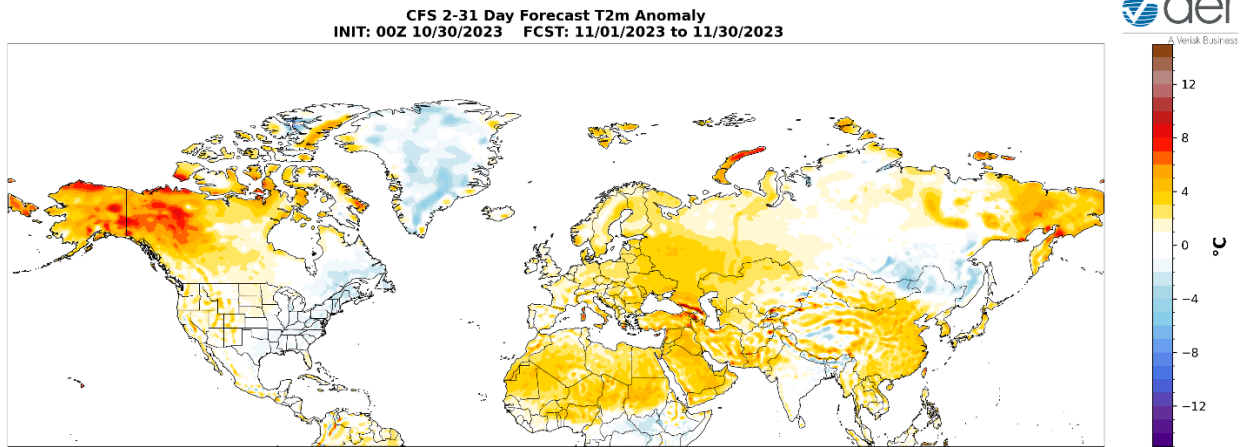 CFS 2-31 Day Forecast T2m Anomaly
INIT: 00Z 10/30/2023 FCST: 11/01/2023 to 11/30/2023
aer
A Verisk Business
12
8
4
0
−4
−8
−12
°C